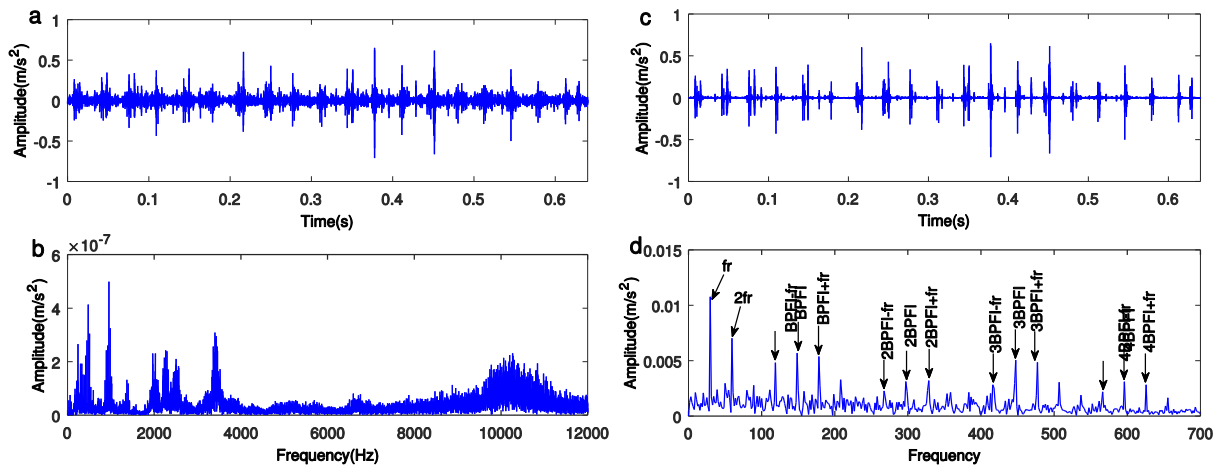 a
1
0.5
0
-0.5
-1
Amplitude(m/s²)
0 0.1 0.2 0.3 0.4 0.5 0.6
Time(s)
c
1
0.5
0
-0.5
-1
Amplitude(m/s²)
0 0.1 0.2 0.3 0.4 0.5 0.6
Time(s)
b
×10⁻⁷
6
4
2
0
Amplitude(m/s²)
0 2000 4000 6000 8000 10000 12000
Frequency(Hz)
d
0.015
0.01
0.005
0
Amplitude(m/s²)
fr
2fr
BPFI-fr
BPFI
BPFI+fr
2BPFI-fr
2BPFI
2BPFI+fr
3BPFI-fr
3BPFI
3BPFI+fr
4BPFI-fr
4BPFI
4BPFI+fr
0 100 200 300 400 500 600 700
Frequency